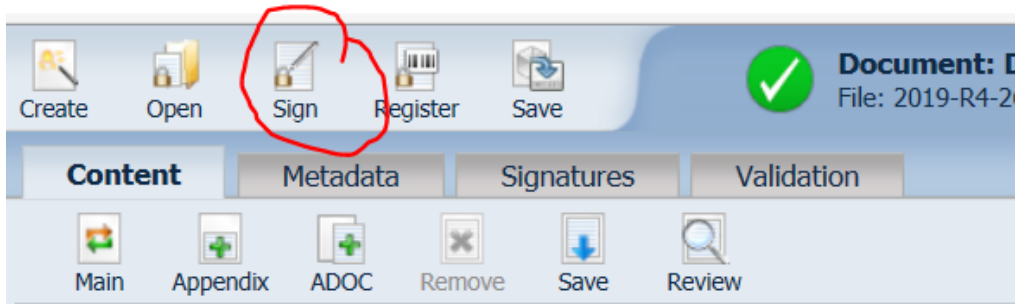 Create Open Sign Register Save
Document: D
File: 2019-R4-2
Content Metadata Signatures Validation
Main Appendix ADOC Remove Save Review